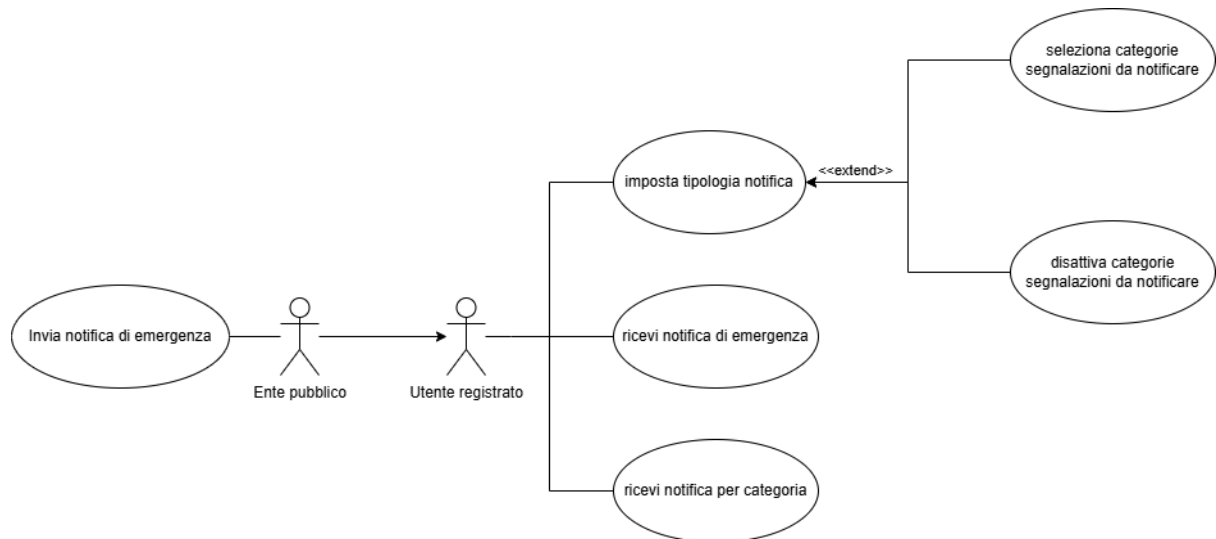 seleziona categorie
segnalazioni da notificare
<<extend>>
imposta tipologia notifica
disattiva categorie
segnalazioni da notificare
Invia notifica di emergenza
ricevi notifica di emergenza
Ente pubblico
Utente registrato
ricevi notifica per categoria